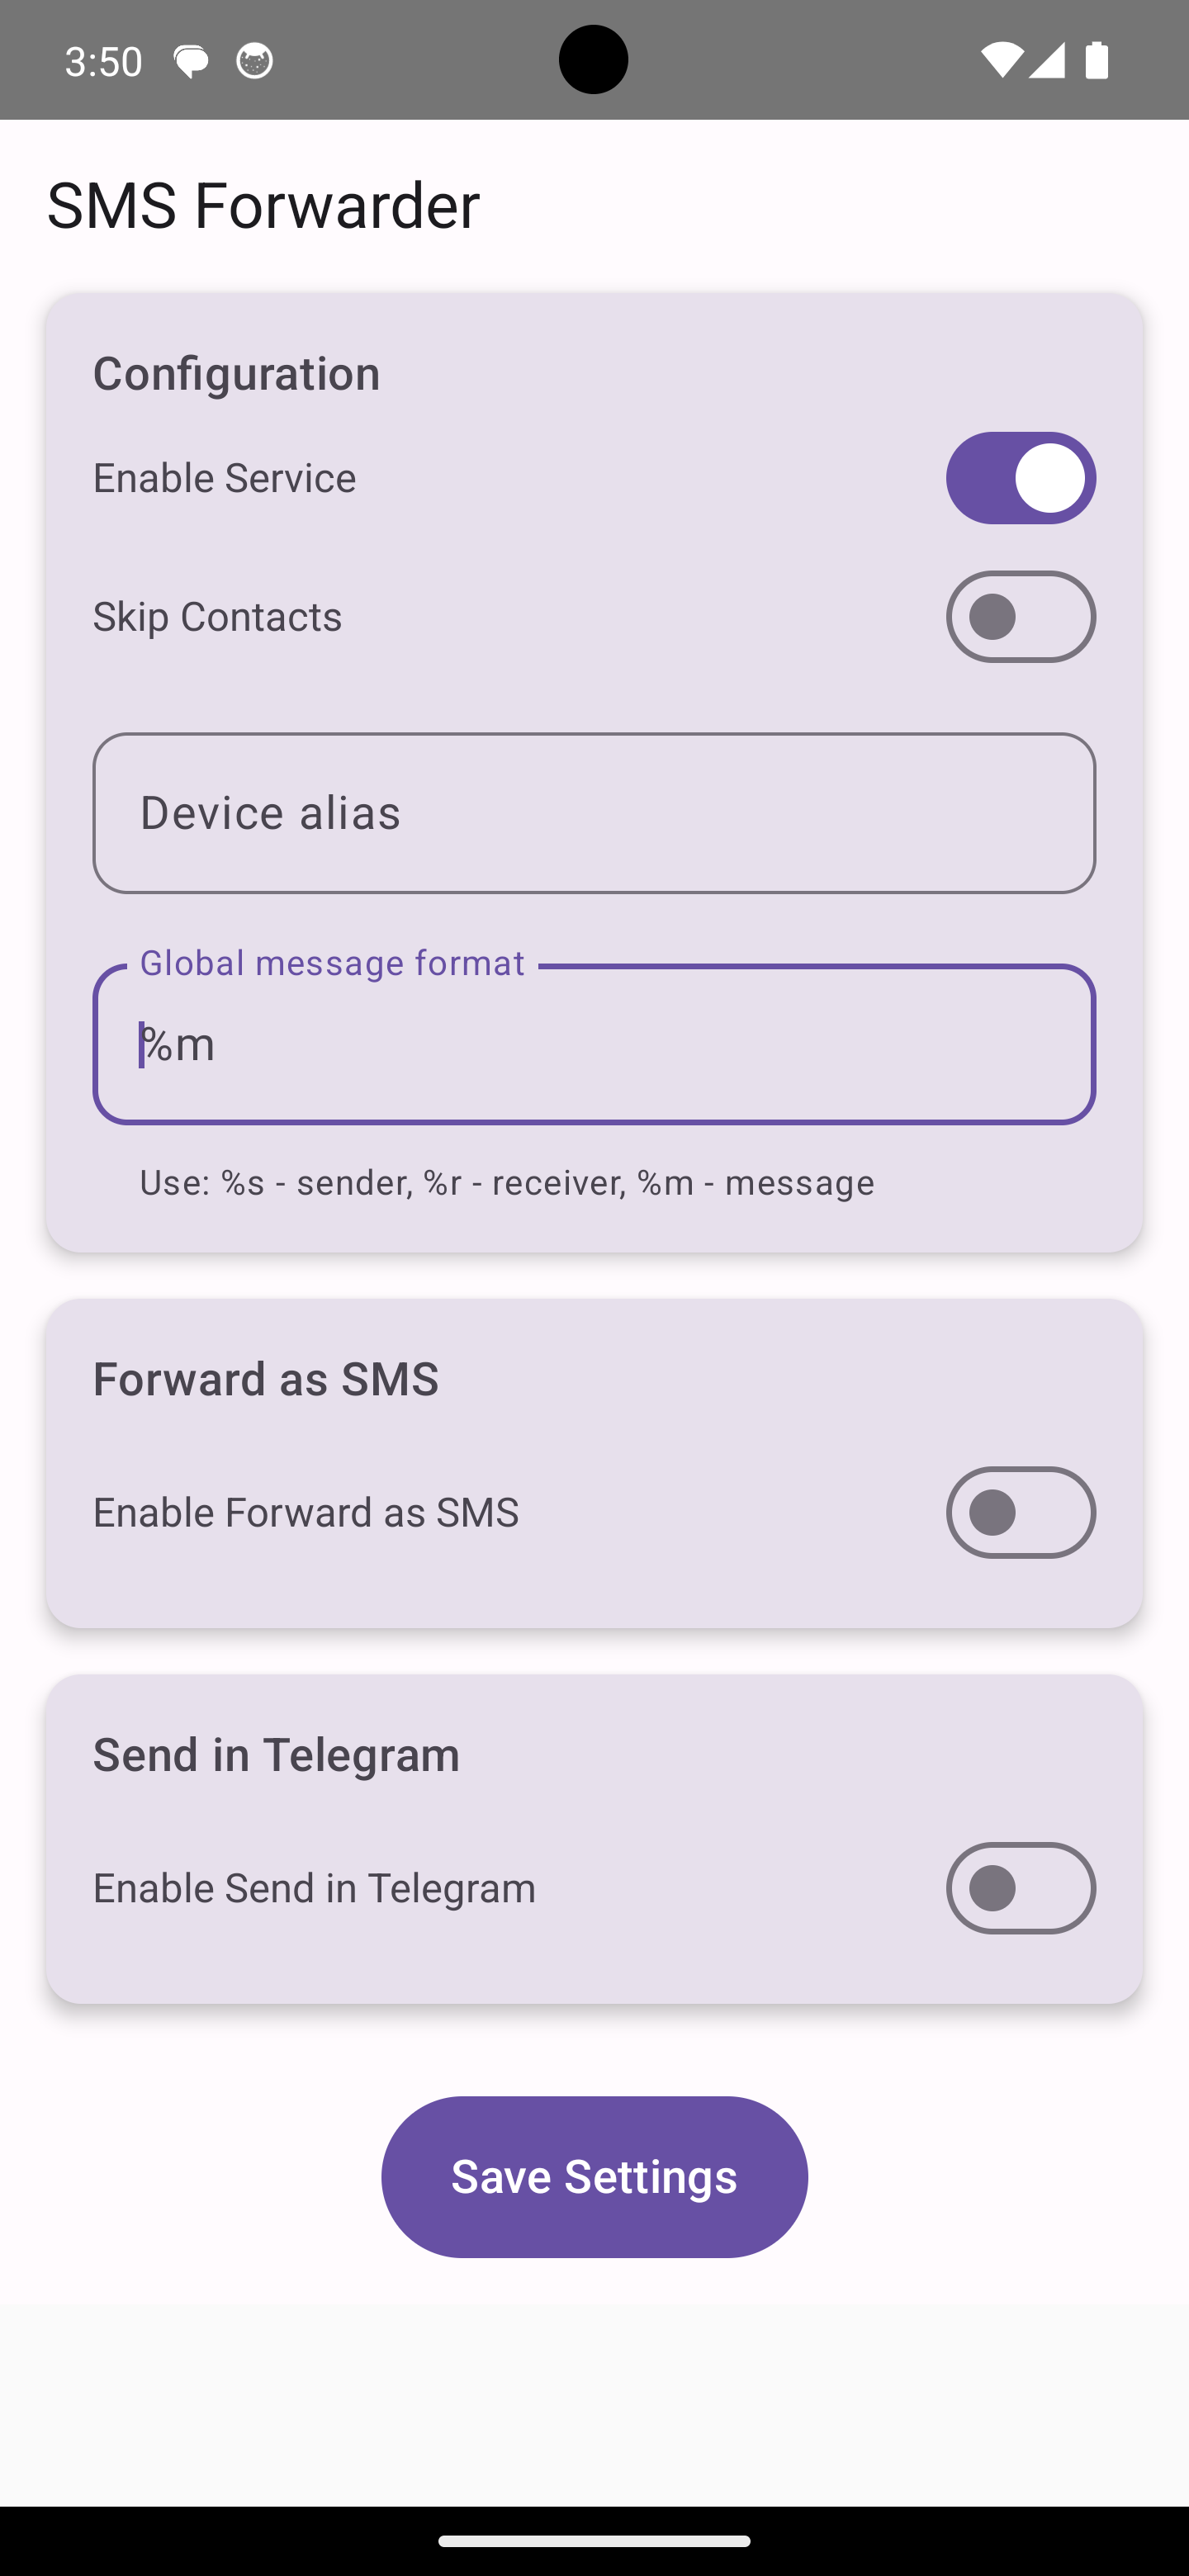 3:50
SMS Forwarder
Configuration
Enable Service
Skip Contacts
Device alias
Global message format
%m
Use: %s - sender, %r - receiver, %m - message
Forward as SMS
Enable Forward as SMS
Send in Telegram
Enable Send in Telegram
Save Settings